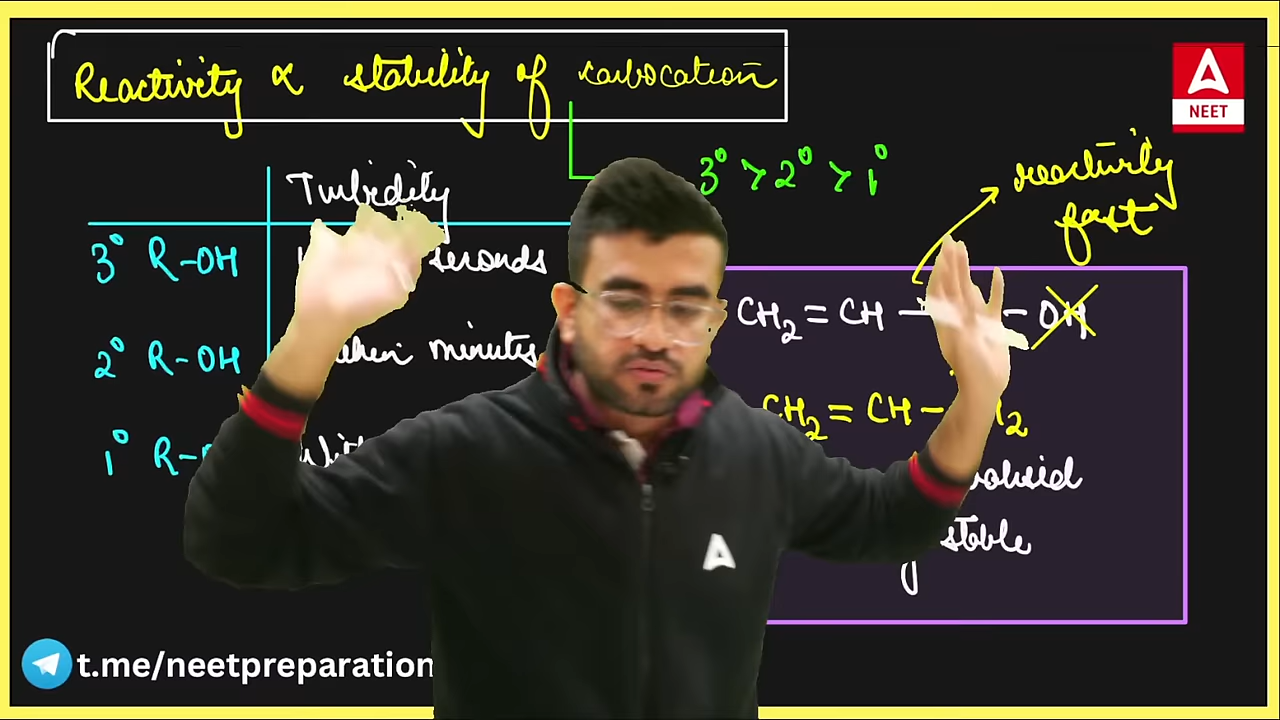 Reactivity ∝ stability of carbocation
NEET
3° > 2° > 1°
reactivity
fast
Turbidity
3° R-OH
seconds
CH2 = CH - - OH
2° R-OH
minutes
CH2 = CH -
1° R-
stable
t.me/neetpreparation